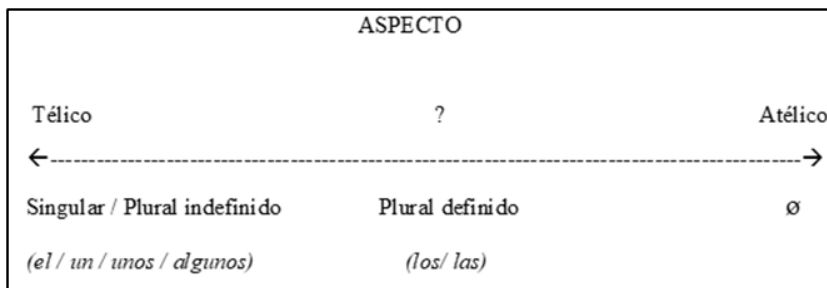 ASPECTO
Télico ? Atélico
←---------------------------------------------------------------------------------------------→
Singular / Plural indefinido Plural definido ø
(el / un / unos / algunos) (los/ las)